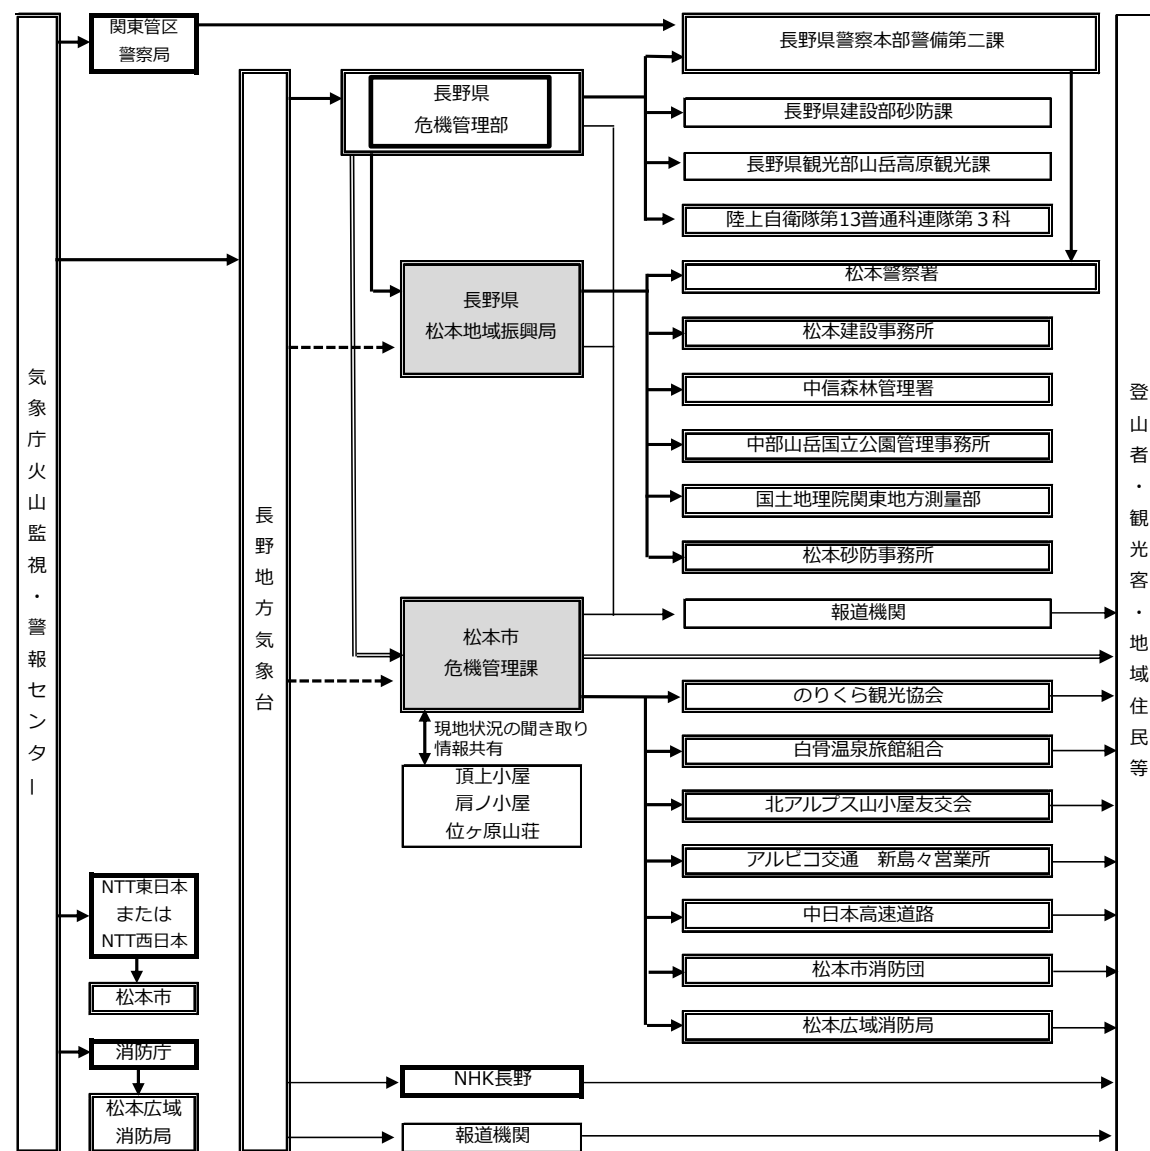 気象庁火山監視・警報センター
関東管区
警察局
NTT東日本
または
NTT西日本
松本市
消防庁
松本広域
消防局
長野地方気象台
長野県
危機管理部
長野県
松本地域振興局
松本市
危機管理課
現地状況の聞き取り
情報共有
頂上小屋
肩ノ小屋
位ヶ原山荘
NHK長野
報道機関
長野県警察本部警備第二課
長野県建設部砂防課
長野県観光部山岳高原観光課
陸上自衛隊第13普通科連隊第３科
松本警察署
松本建設事務所
中信森林管理署
中部山岳国立公園管理事務所
国土地理院関東地方測量部
松本砂防事務所
報道機関
のりくら観光協会
白骨温泉旅館組合
北アルプス山小屋友交会
アルピコ交通　新島々営業所
中日本高速道路
松本市消防団
松本広域消防局
登山者・観光客・地域住民等